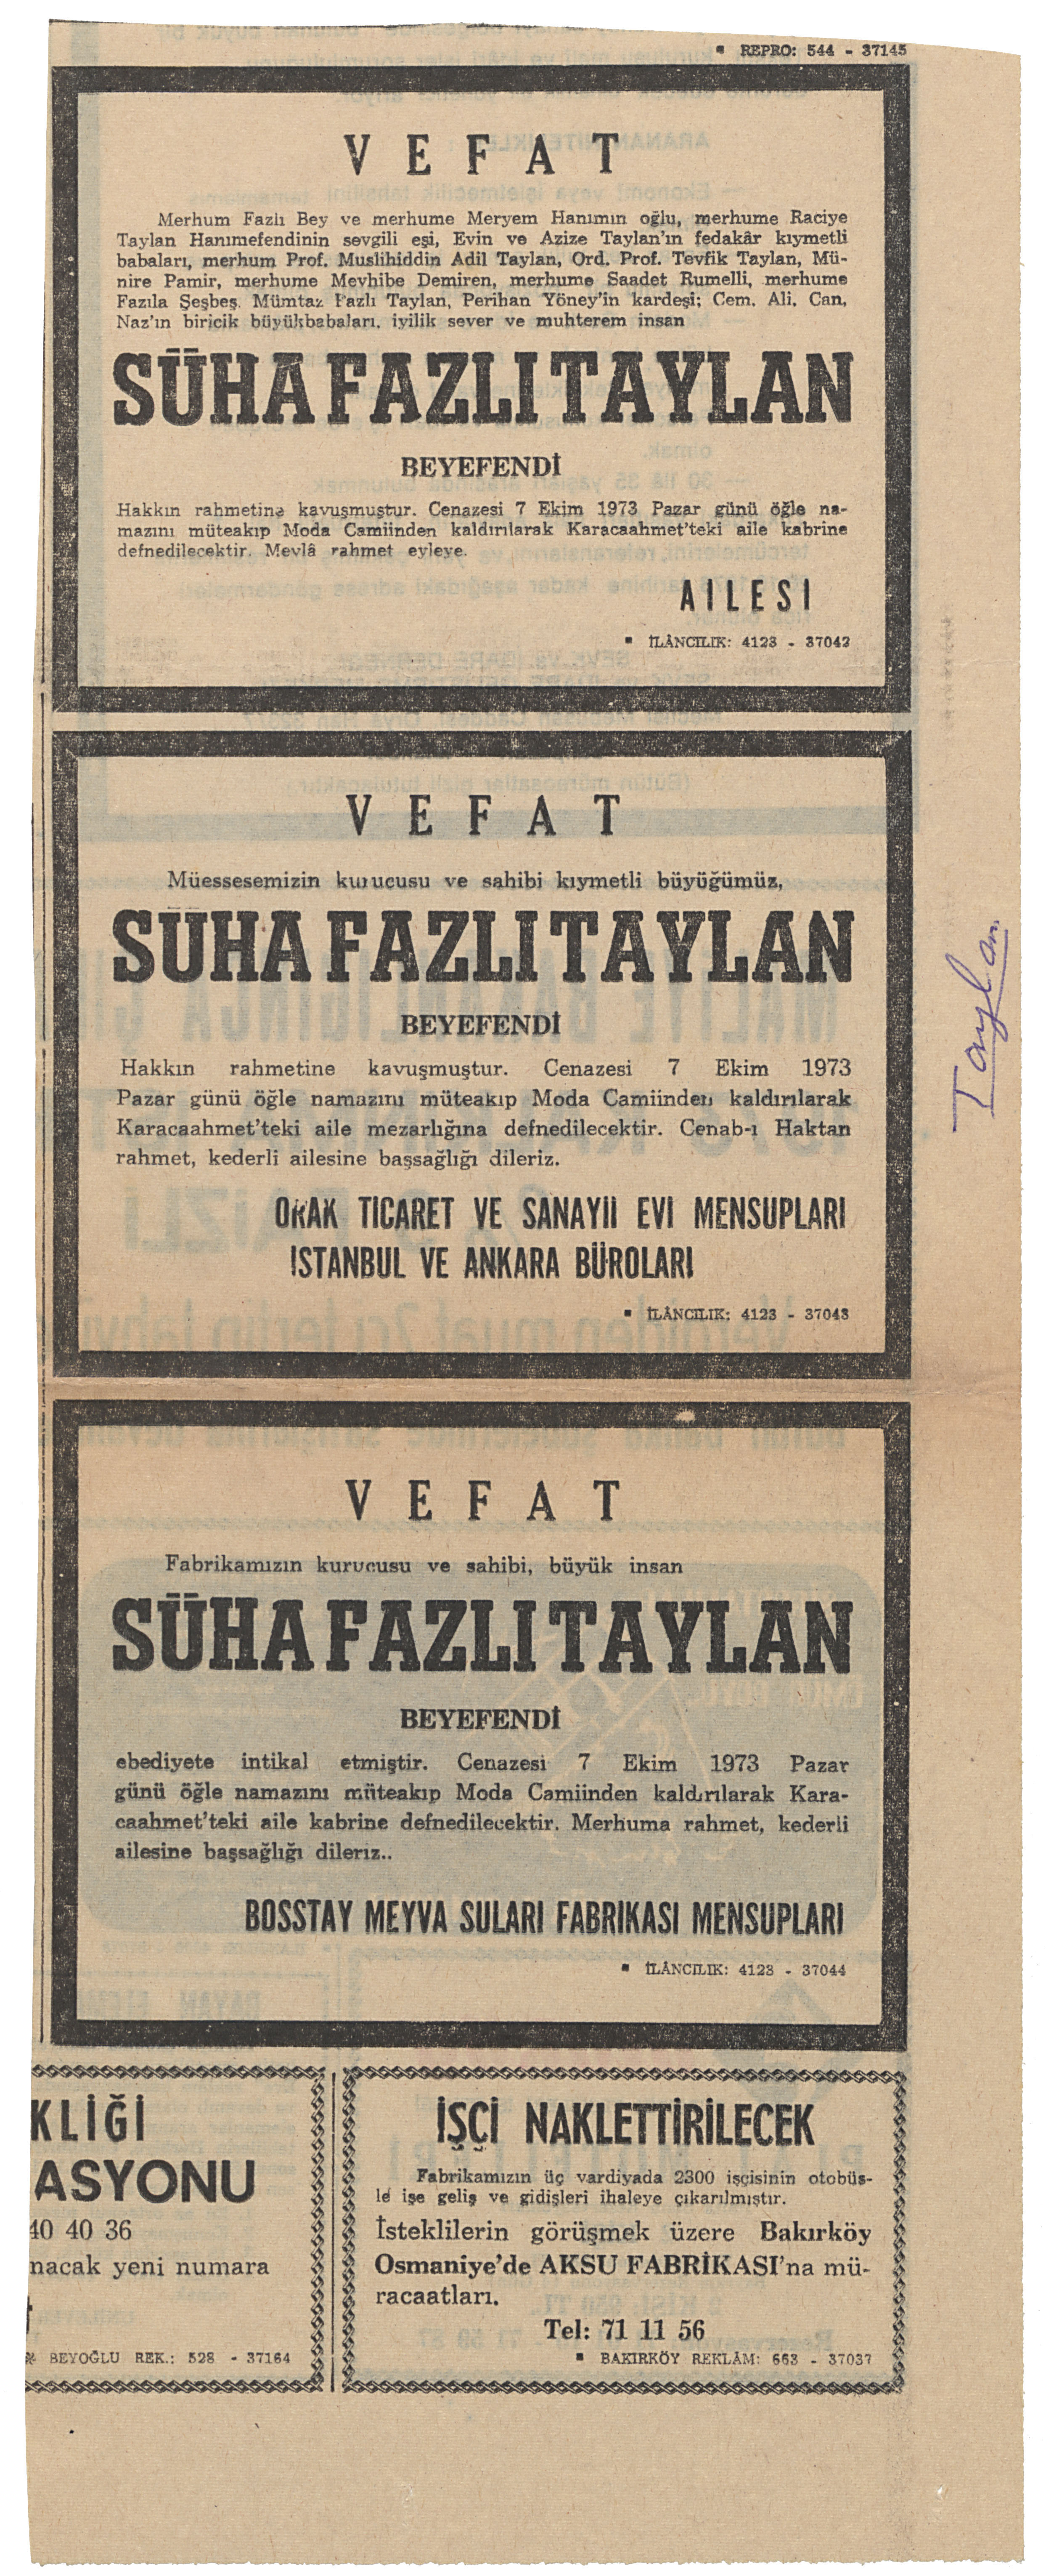 ▪ REPRO: 544 - 37145
VEFAT
Merhum Fazlı Bey ve merhume Meryem Hanımın oğlu, merhume Raciye
Taylan Hanımefendinin sevgili eşi, Evin ve Azize Taylan'ın fedakâr kıymetli
babaları, merhum Prof. Muslihiddin Adil Taylan, Ord. Prof. Tevfik Taylan, Mü-
nire Pamir, merhume Mevhibe Demiren, merhume Saadet Rumelli, merhume
Fazıla Şeşbeş, Mümtaz Fazlı Taylan, Perihan Yöney'in kardeşi; Cem, Ali, Can,
Naz'ın biricik büyükbabaları, iyilik sever ve muhterem insan
SÜHA FAZLI TAYLAN
BEYEFENDİ
Hakkın rahmetine kavuşmuştur. Cenazesi 7 Ekim 1973 Pazar günü öğle na-
mazını müteakıp Moda Camiinden kaldırılarak Karacaahmet'teki aile kabrine
defnedilecektir. Mevlâ rahmet eyleye.
AİLESİ
▪ İLÂNCILIK: 4123 - 37042
VEFAT
Müessesemizin kurucusu ve sahibi kıymetli büyüğümüz,
SÜHA FAZLI TAYLAN
BEYEFENDİ
Hakkın rahmetine kavuşmuştur. Cenazesi 7 Ekim 1973
Pazar günü öğle namazını müteakıp Moda Camiinden kaldırılarak
Karacaahmet'teki aile mezarlığına defnedilecektir. Cenab-ı Haktan
rahmet, kederli ailesine başsağlığı dileriz.
ORAK TİCARET VE SANAYİİ EVİ MENSUPLARI
İSTANBUL VE ANKARA BÜROLARI
▪ İLÂNCILIK: 4123 - 37043
Taylan
VEFAT
Fabrikamızın kurucusu ve sahibi, büyük insan
SÜHA FAZLI TAYLAN
BEYEFENDİ
ebediyete intikal etmiştir. Cenazesi 7 Ekim 1973 Pazar
günü öğle namazını müteakıp Moda Camiinden kaldırılarak Kara-
caahmet'teki aile kabrine defnedilecektir. Merhuma rahmet, kederli
ailesine başsağlığı dileriz..
BOSSTAY MEYVA SULARI FABRİKASI MENSUPLARI
▪ İLÂNCILIK: 4123 - 37044
KLİĞİ
ASYONU
40 40 36
nacak yeni numara
BEYOĞLU REK.: 528 - 37164
İŞÇİ NAKLETTİRİLECEK
Fabrikamızın üç vardiyada 2300 işçisinin otobüs-
le işe geliş ve gidişleri ihaleye çıkarılmıştır.
İsteklilerin görüşmek üzere Bakırköy
Osmaniye'de AKSU FABRİKASI'na mü-
racaatları.
Tel: 71 11 56
▪ BAKIRKÖY REKLÂM: 663 - 37037